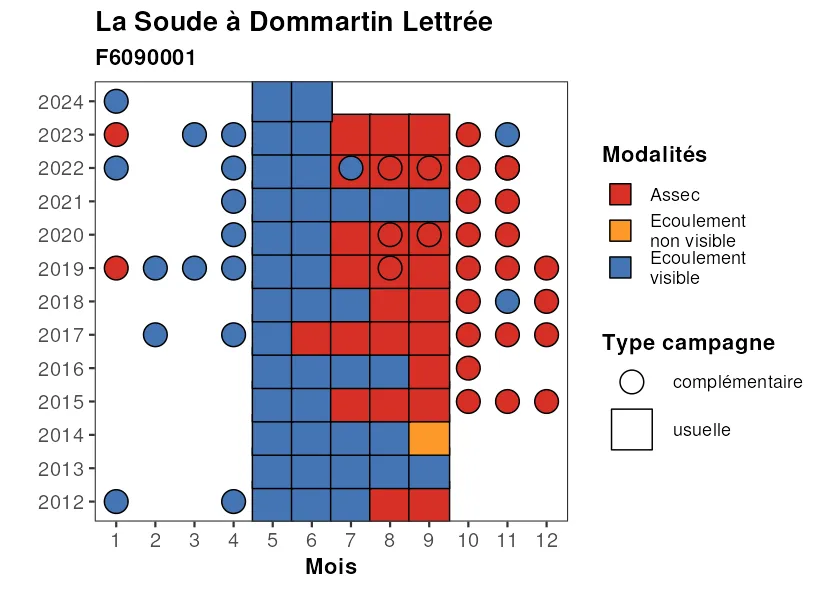 La Soude à Dommartin Lettrée
F6090001
2024
2023
2022
2021
2020
2019
2018
2017
2016
2015
2014
2013
2012
1 2 3 4 5 6 7 8 9 10 11 12
Mois
Modalités
Assec
Ecoulement
non visible
Ecoulement
visible
Type campagne
complémentaire
usuelle